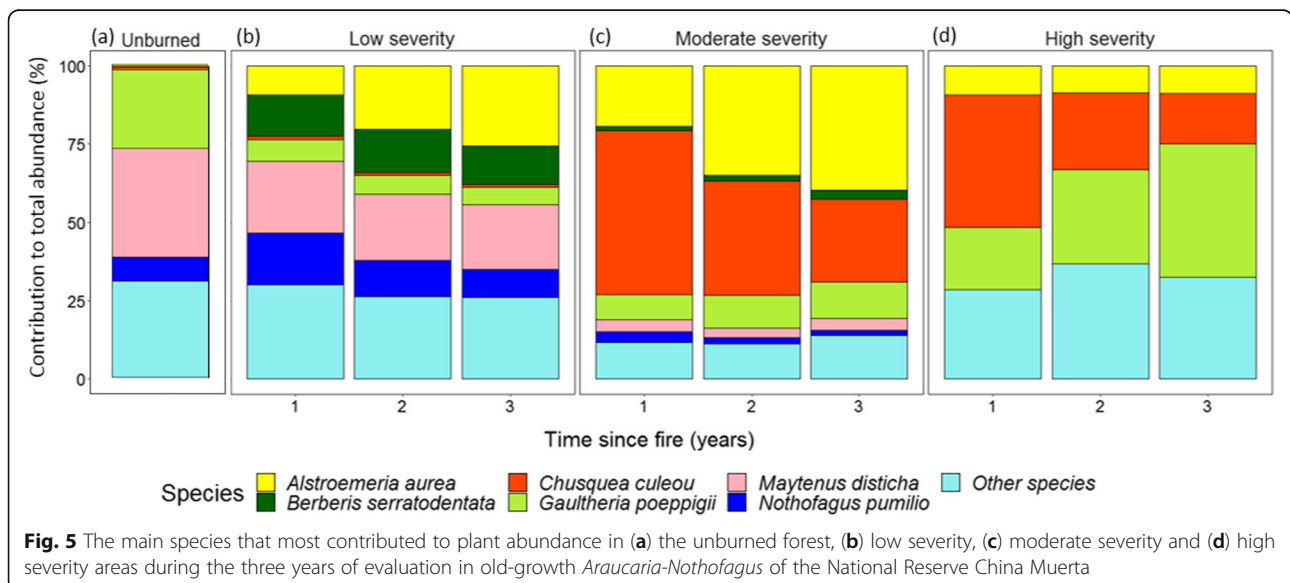 (a) Unburned (b) Low severity (c) Moderate severity (d) High severity
Contribution to total abundance (%)
100
75
50
25
0
1 2 3 1 2 3 1 2 3
Time since fire (years)
Species
Alstroemeria aurea Chusquea culeou Maytenus disticha Other species
Berberis serratodentata Gaultheria poeppigii Nothofagus pumilio
Fig. 5 The main species that most contributed to plant abundance in (a) the unburned forest, (b) low severity, (c) moderate severity and (d) high
severity areas during the three years of evaluation in old-growth Araucaria-Nothofagus of the National Reserve China Muerta